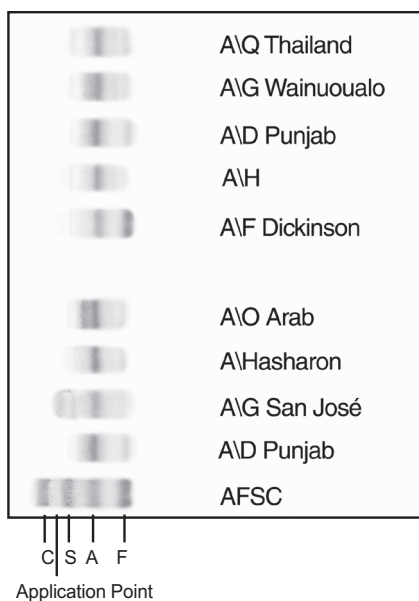 A\Q Thailand
A\G Wainuoualo
A\D Punjab
A\H
A\F Dickinson
A\O Arab
A\Hasharon
A\G San José
A\D Punjab
AFSC
C S A F
Application Point